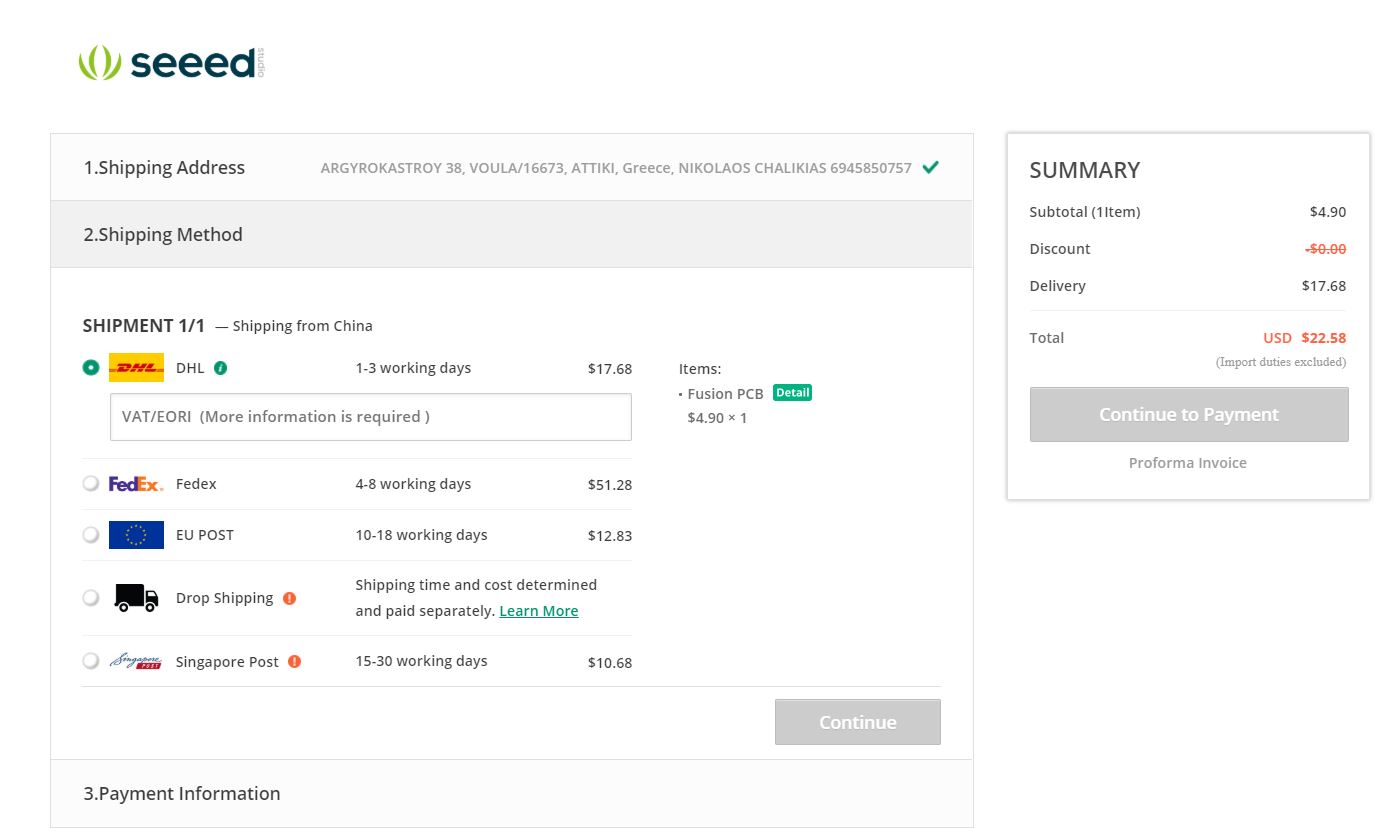 seeed studio
1.Shipping Address ARGYROKASTROY 38, VOULA/16673, ATTIKI, Greece, NIKOLAOS CHALIKIAS 6945850757
2.Shipping Method
SHIPMENT 1/1 — Shipping from China
DHL DHL i 1-3 working days $17.68
VAT/EORI (More information is required )
FedEx. Fedex 4-8 working days $51.28
EU POST 10-18 working days $12.83
Drop Shipping ! Shipping time and cost determined
and paid separately. Learn More
Singapore POST Singapore Post ! 15-30 working days $10.68
Items:
• Fusion PCB Detail
$4.90 × 1
Continue
3.Payment Information
SUMMARY
Subtotal (1Item) $4.90
Discount -$0.00
Delivery $17.68
Total USD $22.58
(Import duties excluded)
Continue to Payment
Proforma Invoice